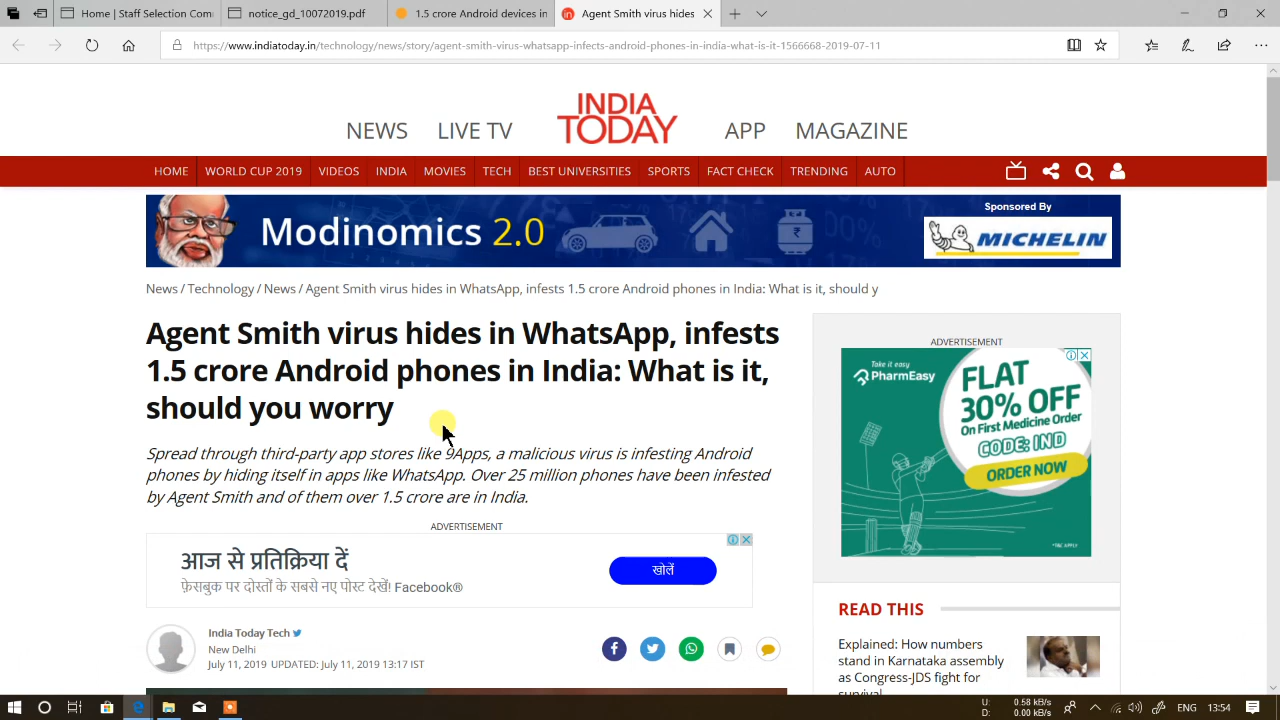 Home
Staff Selection Com
notice_gd_10072019.pdf
1.5 crore Android devices in
Agent Smith virus hides
https://www.indiatoday.in/technology/news/story/agent-smith-virus-whatsapp-infects-android-phones-in-india-what-is-it-1566668-2019-07-11
NEWS
LIVE TV
INDIA
TODAY
APP
MAGAZINE
HOME
WORLD CUP 2019
VIDEOS
INDIA
MOVIES
TECH
BEST UNIVERSITIES
SPORTS
FACT CHECK
TRENDING
AUTO
Modinomics 2.0
Sponsored By
MICHELIN
News / Technology / News / Agent Smith virus hides in WhatsApp, infests 1.5 crore Android phones in India: What is it, should y
Agent Smith virus hides in WhatsApp, infests
1.5 crore Android phones in India: What is it,
should you worry
Spread through third-party app stores like 9Apps, a malicious virus is infesting Android
phones by hiding itself in apps like WhatsApp. Over 25 million phones have been infested
by Agent Smith and of them over 1.5 crore are in India.
ADVERTISEMENT
आज से प्रतिक्रिया दें
फ़ेसबुक पर दोस्तों के सबसे नए पोस्ट देखें! Facebook®
खोलें
India Today Tech
New Delhi
July 11, 2019 UPDATED: July 11, 2019 13:17 IST
ADVERTISEMENT
Take it easy
PharmEasy
FLAT
30% OFF
On First Medicine Order
CODE: IND
ORDER NOW
*T&C APPLY
READ THIS
Explained: How numbers
stand in Karnataka assembly
as Congress-JDS fight for
survival
U: 0.58 kB/s
D: 0.00 kB/s
ENG
13:54